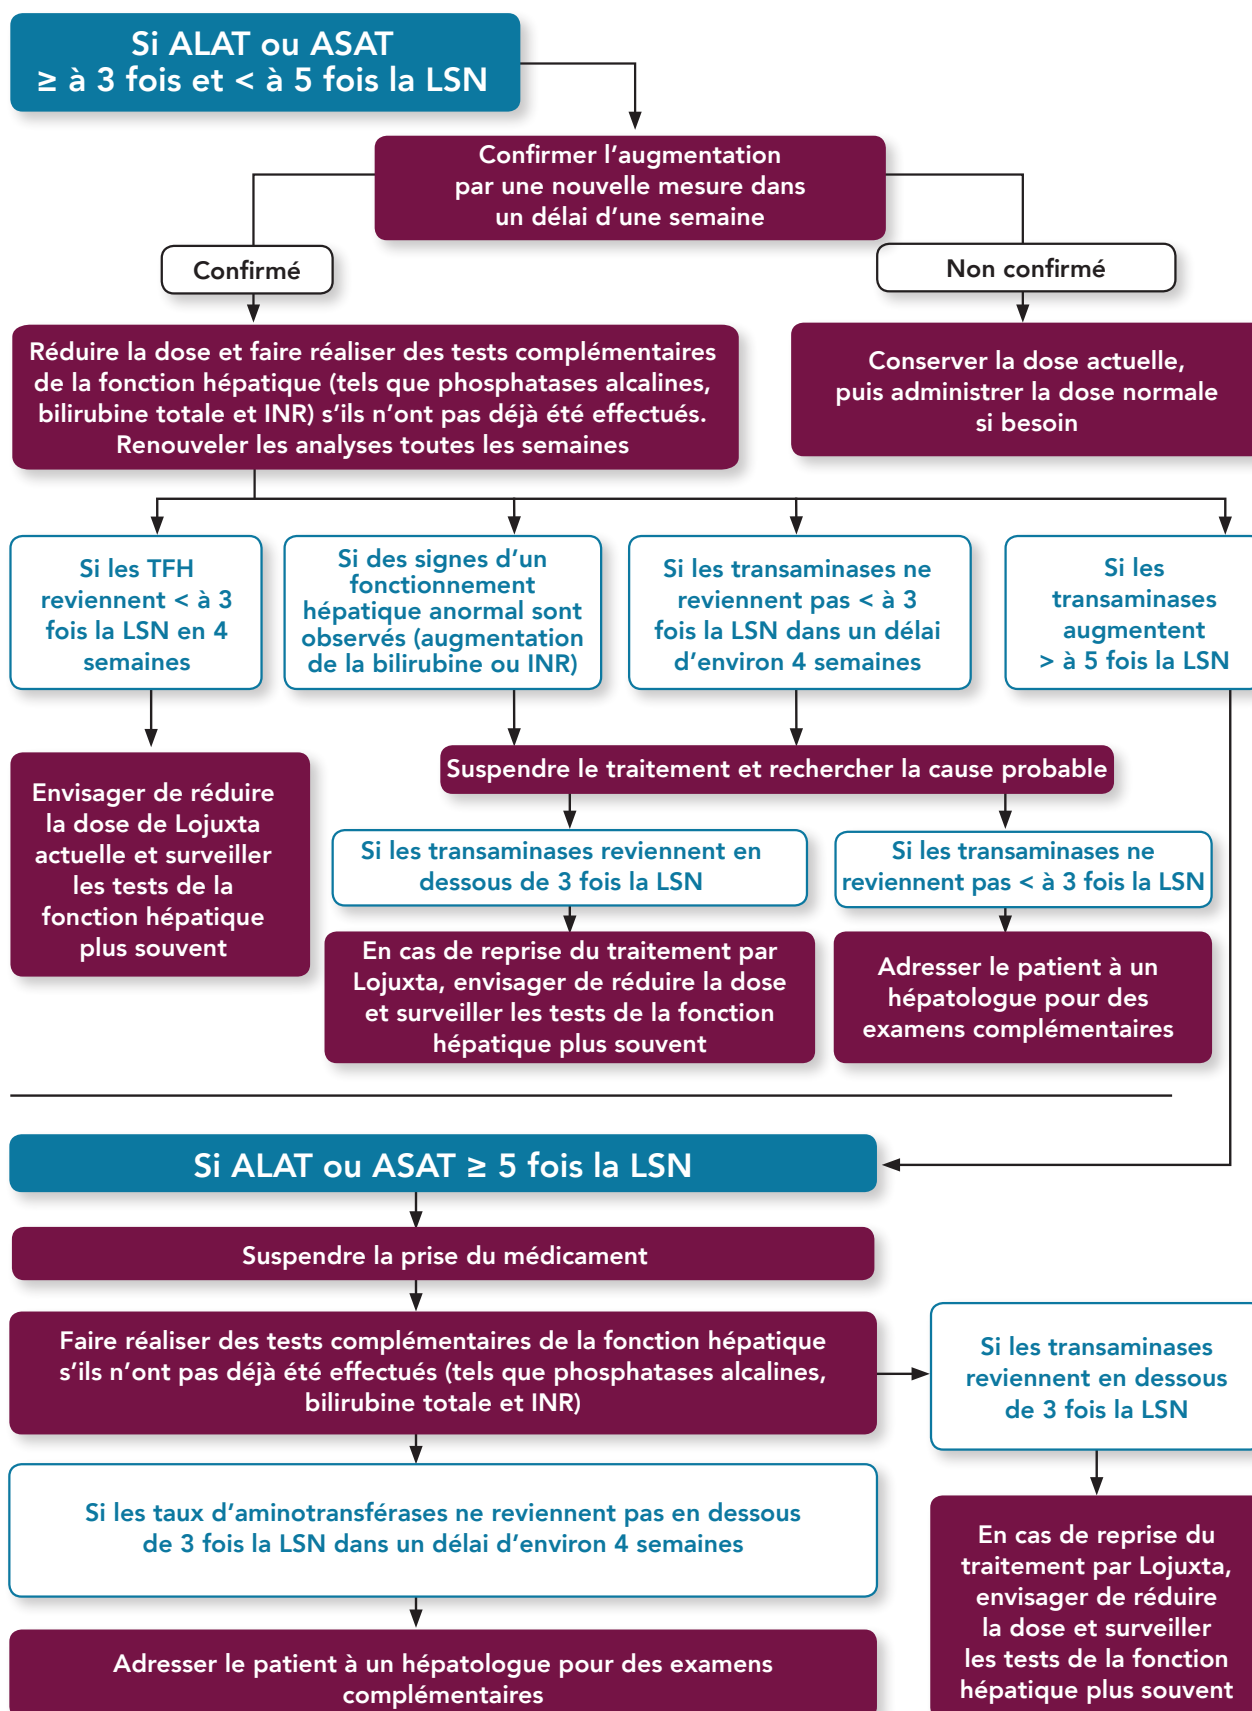 Si ALAT ou ASAT
≥ à 3 fois et < à 5 fois la LSN
Confirmer l’augmentation
par une nouvelle mesure dans
un délai d’une semaine
Confirmé
Non confirmé
Réduire la dose et faire réaliser des tests complémentaires
de la fonction hépatique (tels que phosphatases alcalines,
bilirubine totale et INR) s’ils n’ont pas déjà été effectués.
Renouveler les analyses toutes les semaines
Conserver la dose actuelle,
puis administrer la dose normale
si besoin
Si les TFH
reviennent < à 3
fois la LSN en 4
semaines
Si des signes d’un
fonctionnement
hépatique anormal sont
observés (augmentation
de la bilirubine ou INR)
Si les transaminases ne
reviennent pas < à 3
fois la LSN dans un délai
d’environ 4 semaines
Si les
transaminases
augmentent
> à 5 fois la LSN
Envisager de réduire
la dose de Lojuxta
actuelle et surveiller
les tests de la
fonction hépatique
plus souvent
Suspendre le traitement et rechercher la cause probable
Si les transaminases reviennent en
dessous de 3 fois la LSN
Si les transaminases ne
reviennent pas < à 3 fois la LSN
En cas de reprise du traitement par
Lojuxta, envisager de réduire la dose
et surveiller les tests de la fonction
hépatique plus souvent
Adresser le patient à un
hépatologue pour des
examens complémentaires
Si ALAT ou ASAT ≥ 5 fois la LSN
Suspendre la prise du médicament
Faire réaliser des tests complémentaires de la fonction hépatique
s’ils n’ont pas déjà été effectués (tels que phosphatases alcalines,
bilirubine totale et INR)
Si les transaminases
reviennent en dessous
de 3 fois la LSN
Si les taux d’aminotransférases ne reviennent pas en dessous
de 3 fois la LSN dans un délai d’environ 4 semaines
En cas de reprise du
traitement par Lojuxta,
envisager de réduire
la dose et surveiller
les tests de la fonction
hépatique plus souvent
Adresser le patient à un hépatologue pour des examens
complémentaires